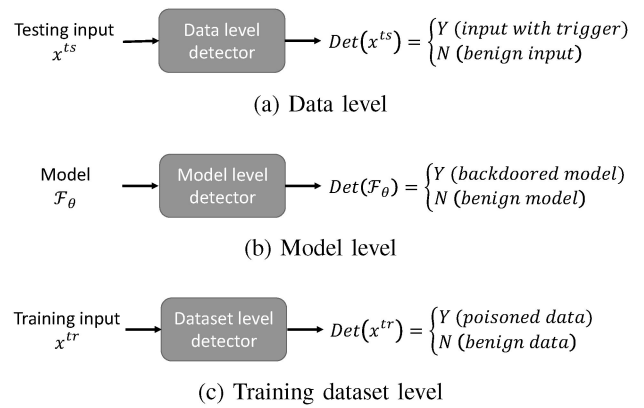 Testing input
x^{ts}
Data level
detector
Det(x^{ts}) = { Y (input with trigger)
N (benign input)
(a) Data level
Model
ℱ_θ
Model level
detector
Det(ℱ_θ) = { Y (backdoored model)
N (benign model)
(b) Model level
Training input
x^{tr}
Dataset level
detector
Det(x^{tr}) = { Y (poisoned data)
N (benign data)
(c) Training dataset level